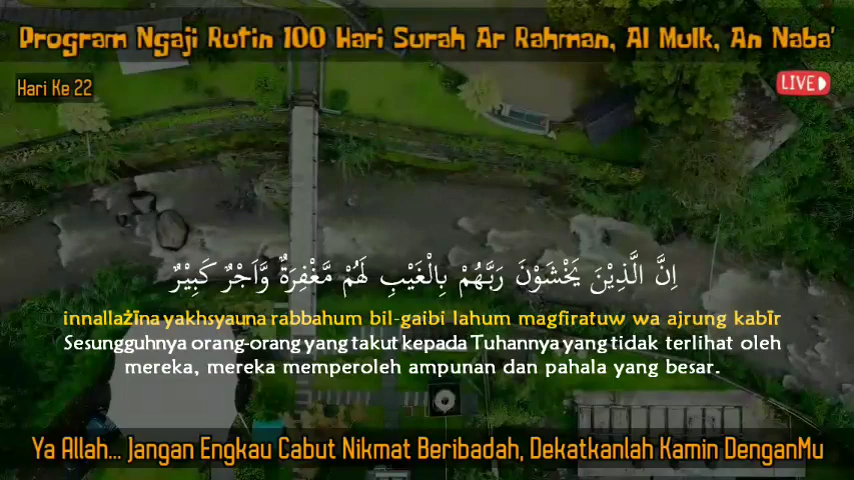 Program Ngaji Rutin 100 Hari Surah Ar Rahman, Al Mulk, An Naba'
Hari Ke 22
LIVE
اِنَّ الَّذِيْنَ يَخْشَوْنَ رَبَّهُمْ بِالْغَيْبِ لَهُمْ مَّغْفِرَةٌ وَّاَجْرٌ كَبِيْرٌ
innallażīna yakhsyauna rabbahum bil-gaibi lahum magfiratuw wa ajrung kabīr
Sesungguhnya orang-orang yang takut kepada Tuhannya yang tidak terlihat oleh
mereka, mereka memperoleh ampunan dan pahala yang besar.
Ya Allah... Jangan Engkau Cabut Nikmat Beribadah, Dekatkanlah Kamin DenganMu